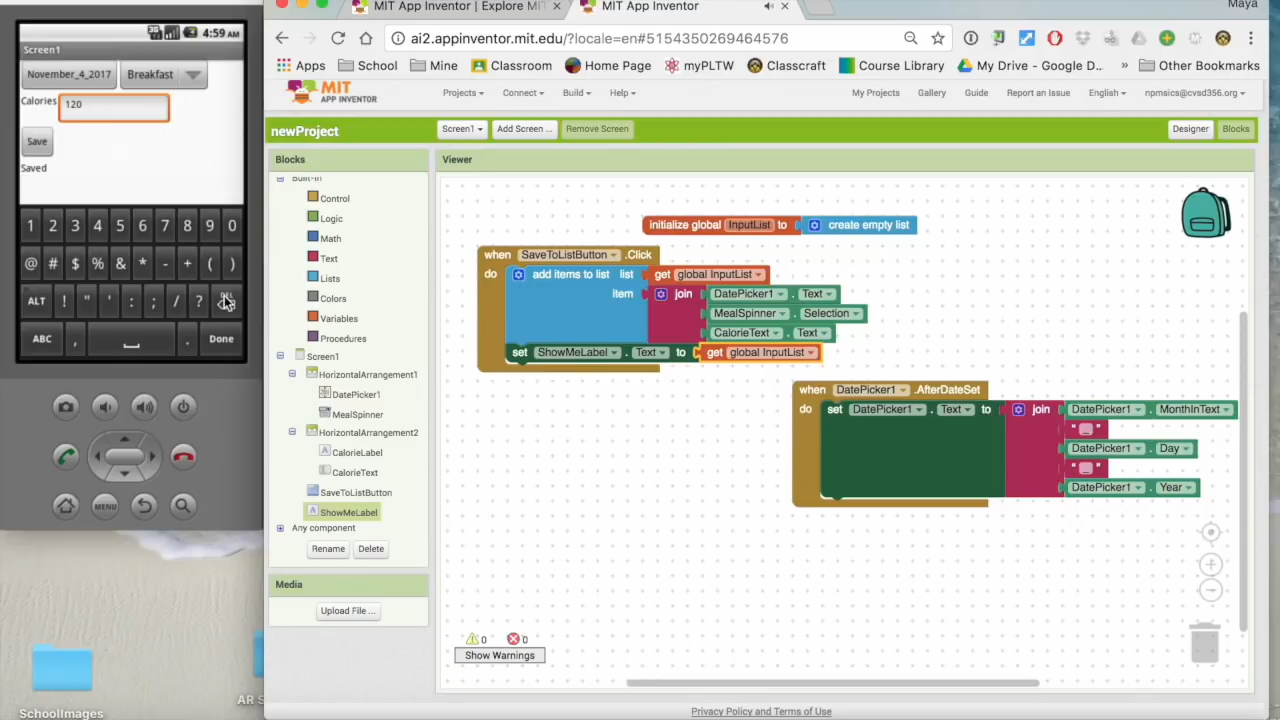 MIT App Inventor | Explore MIT
MIT App Inventor
Maya
ai2.appinventor.mit.edu/?locale=en#5154350269464576
Apps School Mine Classroom Home Page myPLTW Classcraft Course Library My Drive - Google D... » Other Bookmarks
MIT
APP INVENTOR
Projects Connect Build Help My Projects Gallery Guide Report an Issue English npmsics@cvsd356.org
newProject Screen1 Add Screen ... Remove Screen Designer Blocks
Blocks
Viewer
Built-in
Control
Logic
Math
Text
Lists
Colors
Variables
Procedures
Screen1
HorizontalArrangement1
DatePicker1
MealSpinner
HorizontalArrangement2
CalorieLabel
CalorieText
SaveToListButton
ShowMeLabel
Any component
Rename Delete
Media
Upload File ...
initialize global InputList to create empty list
when SaveToListButton .Click
do add items to list list get global InputList
item join DatePicker1 . Text
MealSpinner . Selection
CalorieText . Text
set ShowMeLabel . Text to get global InputList
when DatePicker1 .AfterDateSet
do set DatePicker1 . Text to join DatePicker1 . MonthInText
" _ "
DatePicker1 . Day
" _ "
DatePicker1 . Year
0 0
Show Warnings
Privacy Policy and Terms of Use
3G 4:59 AM
Screen1
November_4_2017 Breakfast
Calories 120
Save
Saved
1 2 3 4 5 6 7 8 9 0
@ # $ % & * - + ( )
ALT ! " ' : ; / ? DEL
ABC , . Done
MENU
SchoolImages
AR S